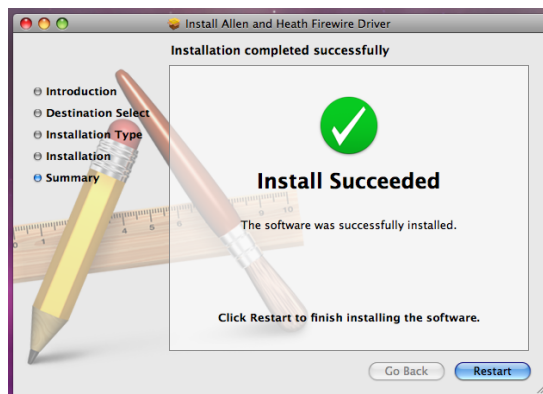 Install Allen and Heath Firewire Driver
Installation completed successfully
Introduction
Destination Select
Installation Type
Installation
Summary
Install Succeeded
The software was successfully installed.
Click Restart to finish installing the software.
Go Back
Restart